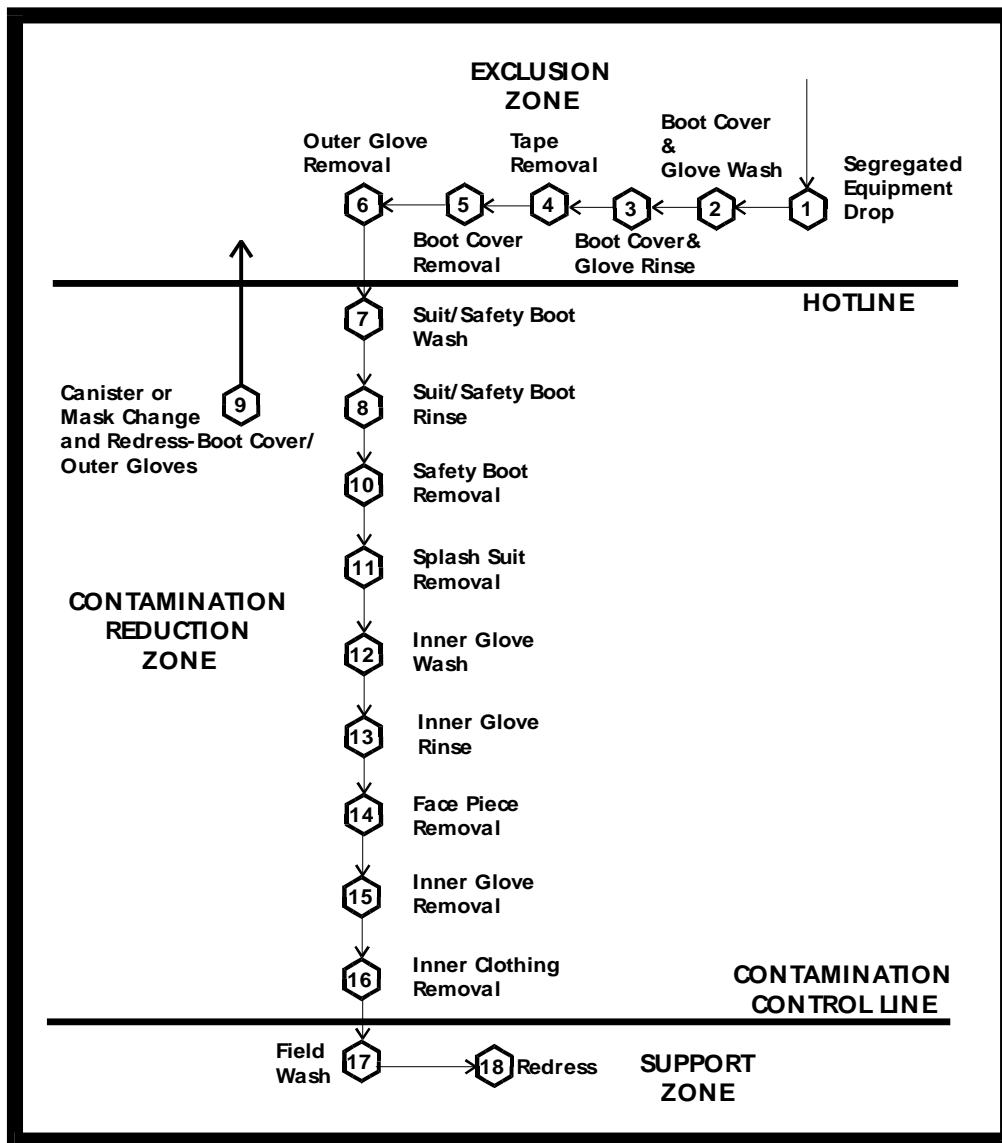 EXCLUSION
ZONE
Outer Glove
Removal
Tape
Removal
Boot Cover
&
Glove Wash
Segregated
Equipment
Drop
6
5
4
3
2
1
Boot Cover
Removal
Boot Cover&
Glove Rinse
HOTLINE
7
Suit/Safety Boot
Wash
Canister or
Mask Change
and Redress-Boot Cover/
Outer Gloves
9
8
Suit/Safety Boot
Rinse
10
Safety Boot
Removal
11
Splash Suit
Removal
CONTAMINATION
REDUCTION
ZONE
12
Inner Glove
Wash
13
Inner Glove
Rinse
14
Face Piece
Removal
15
Inner Glove
Removal
16
Inner Clothing
Removal
CONTAMINATION
CONTROL LINE
Field
Wash
17
18
Redress
SUPPORT
ZONE